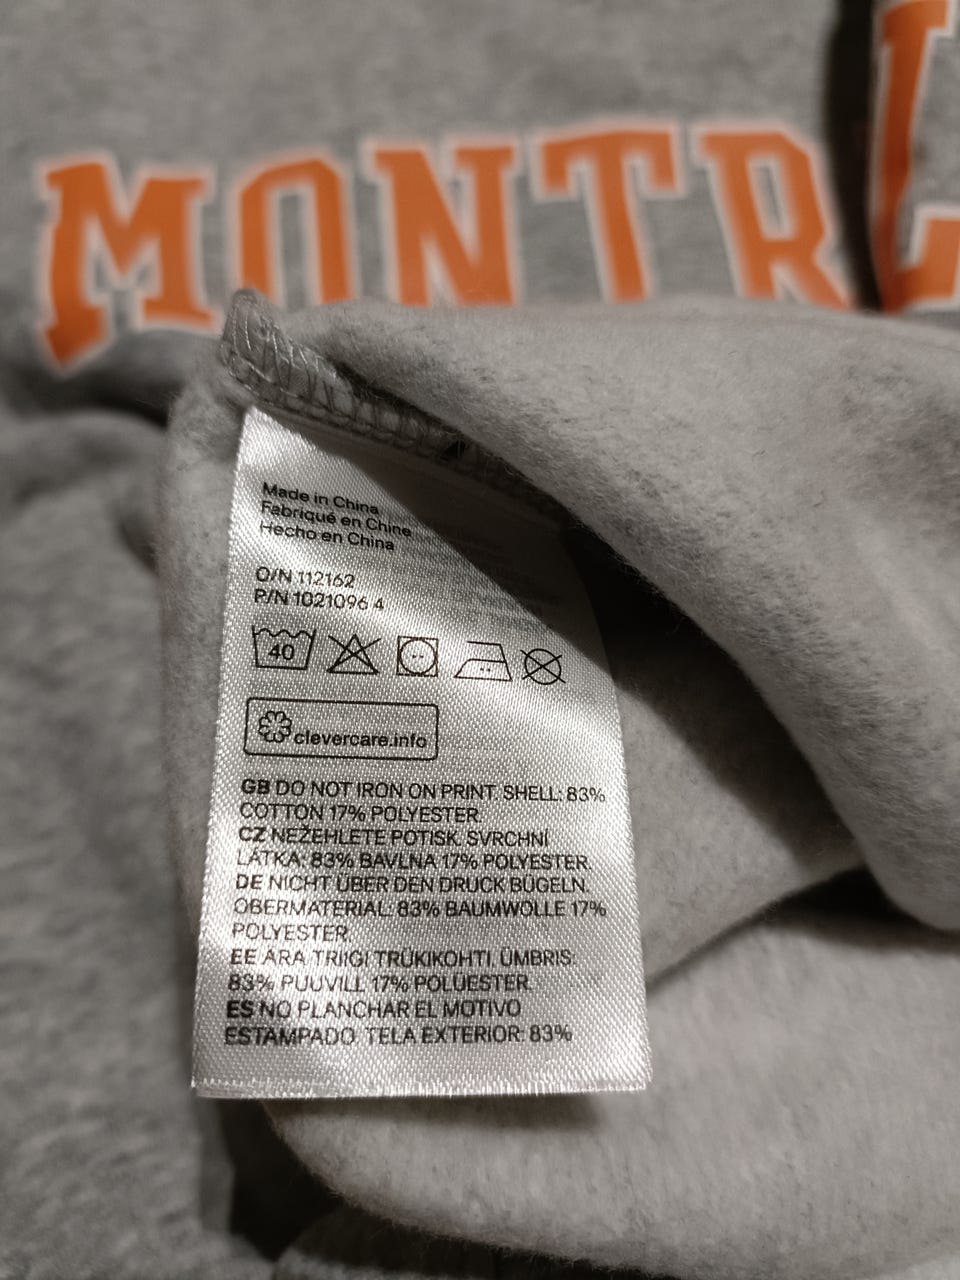 MONTR
L
Made in China
Fabriqué en Chine
Hecho en China
O/N 112162
P/N 1021096 4
40
clevercare.info
GB DO NOT IRON ON PRINT. SHELL: 83%
COTTON 17% POLYESTER.
CZ NEŽEHLETE POTISK. SVRCHNÍ
LÁTKA: 83% BAVLNA 17% POLYESTER.
DE NICHT ÜBER DEN DRUCK BÜGELN.
OBERMATERIAL: 83% BAUMWOLLE 17%
POLYESTER.
EE ÄRA TRIIGI TRÜKIKOHTI. ÜMBRIS:
83% PUUVILL 17% POLÜESTER.
ES NO PLANCHAR EL MOTIVO
ESTAMPADO. TELA EXTERIOR: 83%